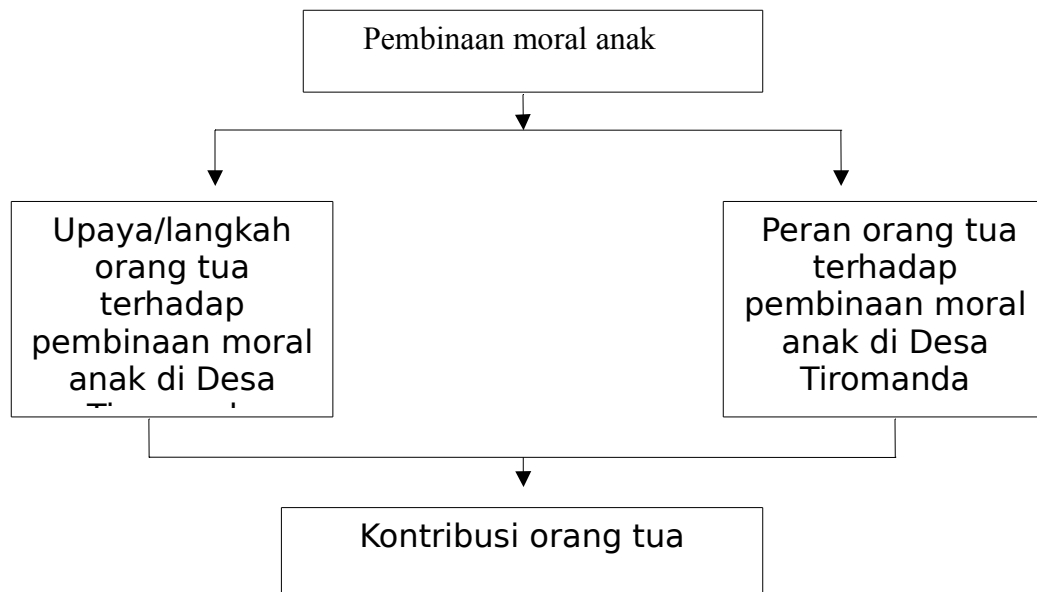 Pembinaan moral anak
Upaya/langkah
orang tua
terhadap
pembinaan moral
anak di Desa
Peran orang tua
terhadap
pembinaan moral
anak di Desa
Tiromanda
Kontribusi orang tua